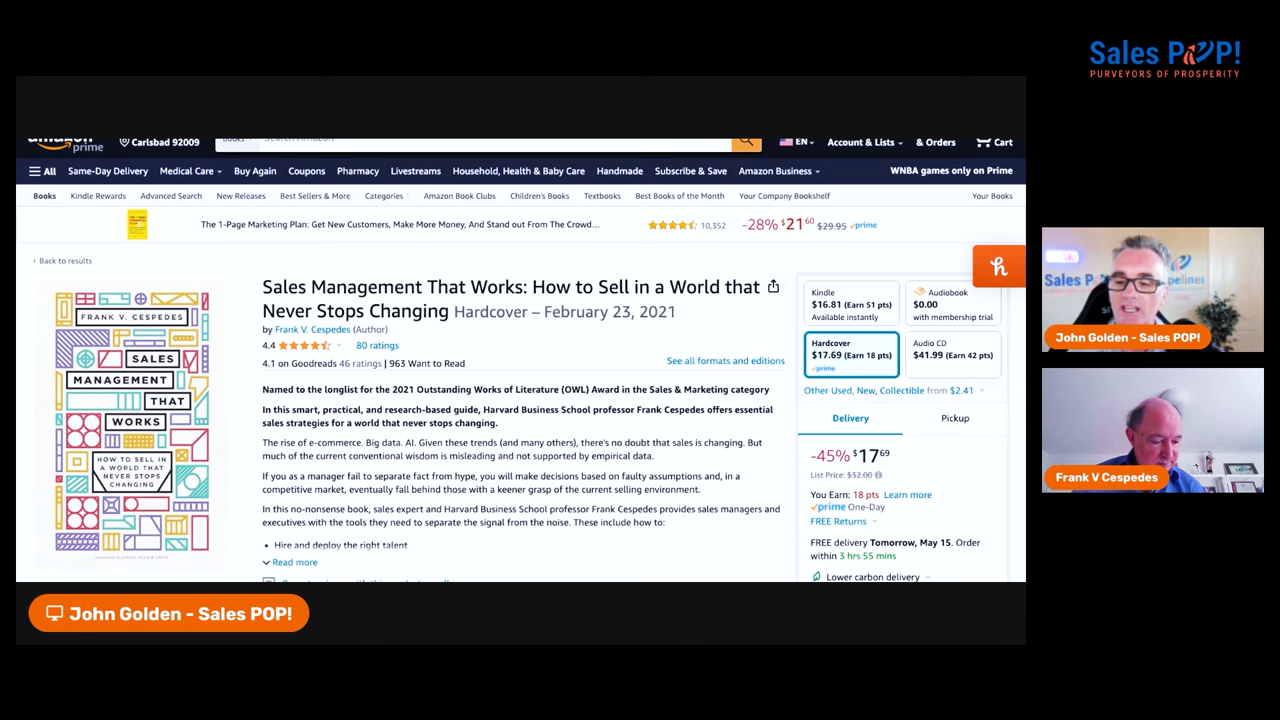 Sales POP!
PURVEYORS OF PROSPERITY
amazon
prime
Carlsbad 92009
Books
Search Amazon
EN
Account & Lists
& Orders
Cart
All
Same-Day Delivery
Medical Care
Buy Again
Coupons
Pharmacy
Livestreams
Household, Health & Baby Care
Handmade
Subscribe & Save
Amazon Business
WNBA games only on Prime
Books
Kindle Rewards
Advanced Search
New Releases
Best Sellers & More
Categories
Amazon Book Clubs
Children's Books
Textbooks
Best Books of the Month
Your Company Bookshelf
Your Books
The 1-Page Marketing Plan: Get New Customers, Make More Money, And Stand out From The Crowd...
10,352
-28% $21 60 $29.95 prime
‹ Back to results
FRANK V. CESPEDES
SALES
MANAGEMENT
THAT
WORKS
HOW TO SELL IN
A WORLD THAT
NEVER STOPS
CHANGING
HARVARD BUSINESS REVIEW PRESS
Sales Management That Works: How to Sell in a World that
Never Stops Changing Hardcover – February 23, 2021
by Frank V. Cespedes (Author)
4.4
80 ratings
4.1 on Goodreads 46 ratings | 963 Want to Read
See all formats and editions
Named to the longlist for the 2021 Outstanding Works of Literature (OWL) Award in the Sales & Marketing category
In this smart, practical, and research-based guide, Harvard Business School professor Frank Cespedes offers essential
sales strategies for a world that never stops changing.
The rise of e-commerce. Big data. AI. Given these trends (and many others), there's no doubt that sales is changing. But
much of the current conventional wisdom is misleading and not supported by empirical data.
If you as a manager fail to separate fact from hype, you will make decisions based on faulty assumptions and, in a
competitive market, eventually fall behind those with a keener grasp of the current selling environment.
In this no-nonsense book, sales expert and Harvard Business School professor Frank Cespedes provides sales managers and
executives with the tools they need to separate the signal from the noise. These include how to:
• Hire and deploy the right talent
Read more
Kindle
$16.81 (Earn 51 pts)
Available instantly
Audiobook
$0.00
with membership trial
Hardcover
$17.69 (Earn 18 pts)
prime
Audio CD
$41.99 (Earn 42 pts)
Other Used, New, Collectible from $2.41
Delivery
Pickup
-45% $17 69
List Price: $32.00
You Earn: 18 pts Learn more
prime One-Day
FREE Returns
FREE delivery Tomorrow, May 15. Order
within 3 hrs 55 mins
Lower carbon delivery
h
John Golden - Sales POP!
Frank V Cespedes
John Golden - Sales POP!